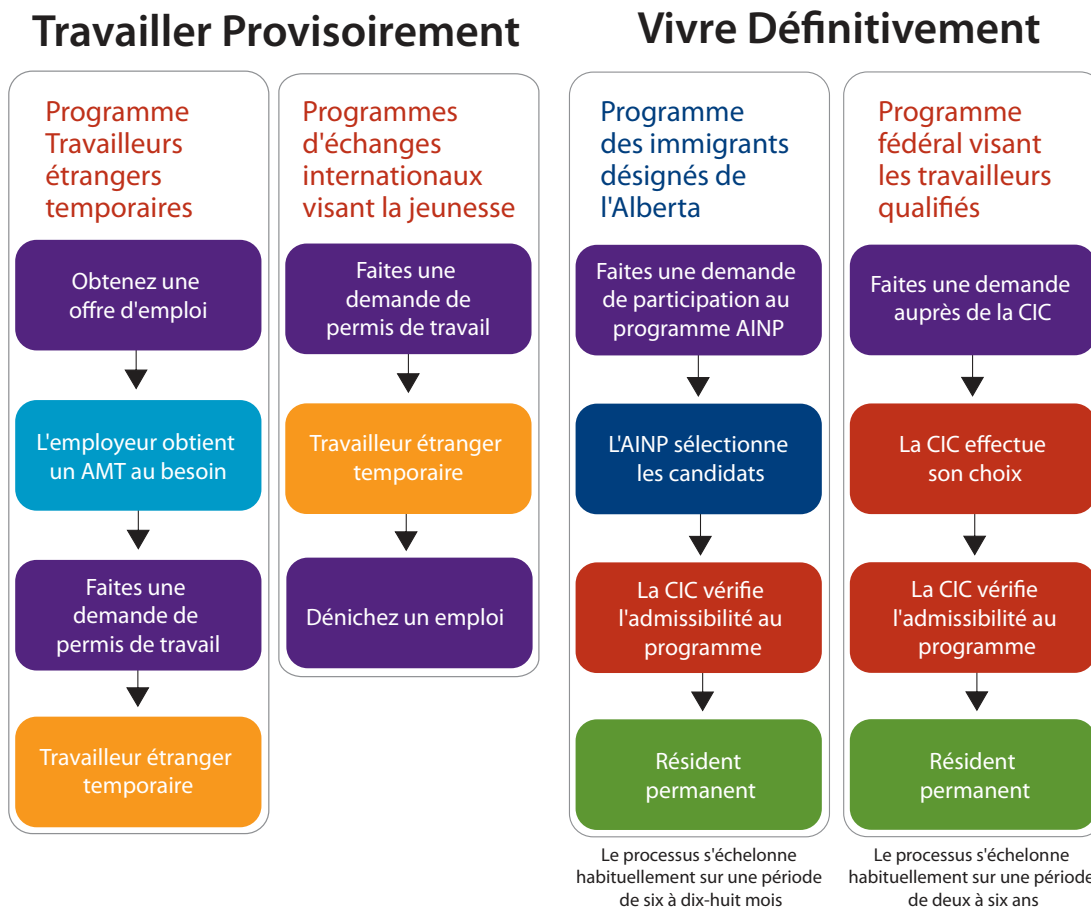 Travailler Provisoirement
Programme
Travailleurs
étrangers
temporaires
Obtenez une
offre d'emploi
L'employeur obtient
un AMT au besoin
Faites une
demande de
permis de travail
Travailleur étranger
temporaire
Programmes
d'échanges
internationaux
visant la jeunesse
Faites une
demande de
permis de travail
Travailleur étranger
temporaire
Dénichez un emploi
Vivre Définitivement
Programme
des immigrants
désignés de
l'Alberta
Faites une demande
de participation au
programme AINP
L'AINP sélectionne
les candidats
La CIC vérifie
l'admissibilité au
programme
Résident
permanent
Le processus s'échelonne
habituellement sur une période
de six à dix-huit mois
Programme
fédéral visant
les travailleurs
qualifiés
Faites une demande
auprès de la CIC
La CIC effectue
son choix
La CIC vérifie
l'admissibilité au
programme
Résident
permanent
Le processus s'échelonne
habituellement sur une période
de deux à six ans